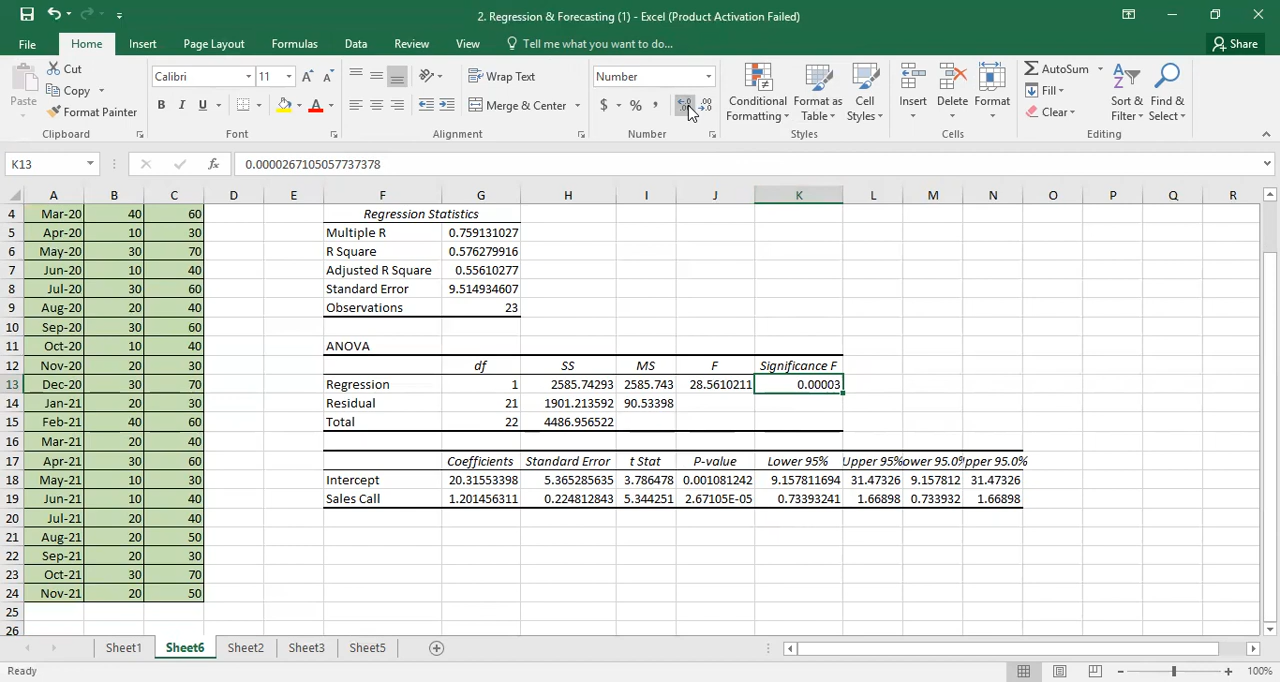 2. Regression & Forecasting (1) - Excel (Product Activation Failed)
File Home Insert Page Layout Formulas Data Review View Tell me what you want to do... Share
Paste Cut Copy Format Painter
Calibri 11
B I U
Wrap Text
Merge & Center
Number
$ % ,
Conditional Formatting
Format as Table
Cell Styles
Insert Delete Format
AutoSum
Fill
Clear
Sort & Filter
Find & Select
Clipboard Font Alignment Number Styles Cells Editing
K13 fx 0.0000267105057737378
A B C D E F G H I J K L M N O P Q R
4 Mar-20 40 60 Regression Statistics
5 Apr-20 10 30 Multiple R 0.759131027
6 May-20 30 70 R Square 0.576279916
7 Jun-20 10 40 Adjusted R Square 0.55610277
8 Jul-20 30 60 Standard Error 9.514934607
9 Aug-20 20 40 Observations 23
10 Sep-20 30 60
11 Oct-20 10 40 ANOVA
12 Nov-20 20 30 df SS MS F Significance F
13 Dec-20 30 70 Regression 1 2585.74293 2585.743 28.5610211 0.00003
14 Jan-21 20 30 Residual 21 1901.213592 90.53398
15 Feb-21 40 60 Total 22 4486.956522
16 Mar-21 20 40
17 Apr-21 30 60 Coefficients Standard Error t Stat P-value Lower 95% Upper 95% ower 95.0% pper 95.0%
18 May-21 10 30 Intercept 20.31553398 5.365285635 3.786478 0.001081242 9.157811694 31.47326 9.157812 31.47326
19 Jun-21 10 40 Sales Call 1.201456311 0.224812843 5.344251 2.67105E-05 0.73393241 1.66898 0.733932 1.66898
20 Jul-21 20 40
21 Aug-21 20 50
22 Sep-21 20 30
23 Oct-21 30 70
24 Nov-21 20 50
25
26
Sheet1 Sheet6 Sheet2 Sheet3 Sheet5
Ready 100%